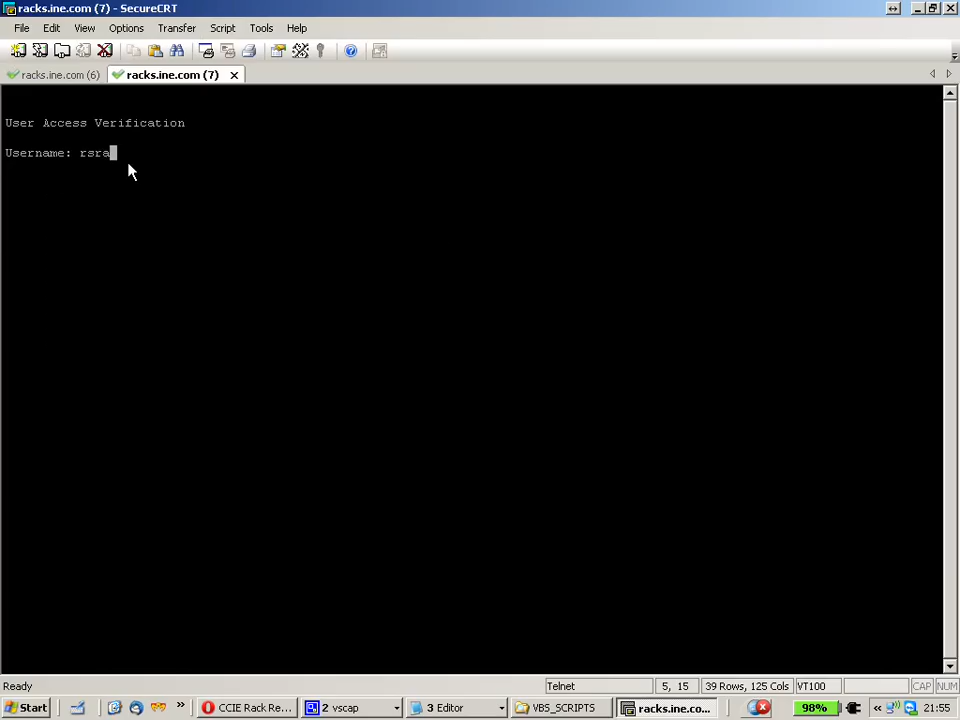 racks.ine.com (7) - SecureCRT
File Edit View Options Transfer Script Tools Help
racks.ine.com (6) racks.ine.com (7)
User Access Verification
Username: rsra
Ready Telnet 5, 15 39 Rows, 125 Cols VT100 CAP NUM
Start » CCIE Rack Re... 2 vscap 3 Editor VBS_SCRIPTS racks.ine.co... 98% « 21:55